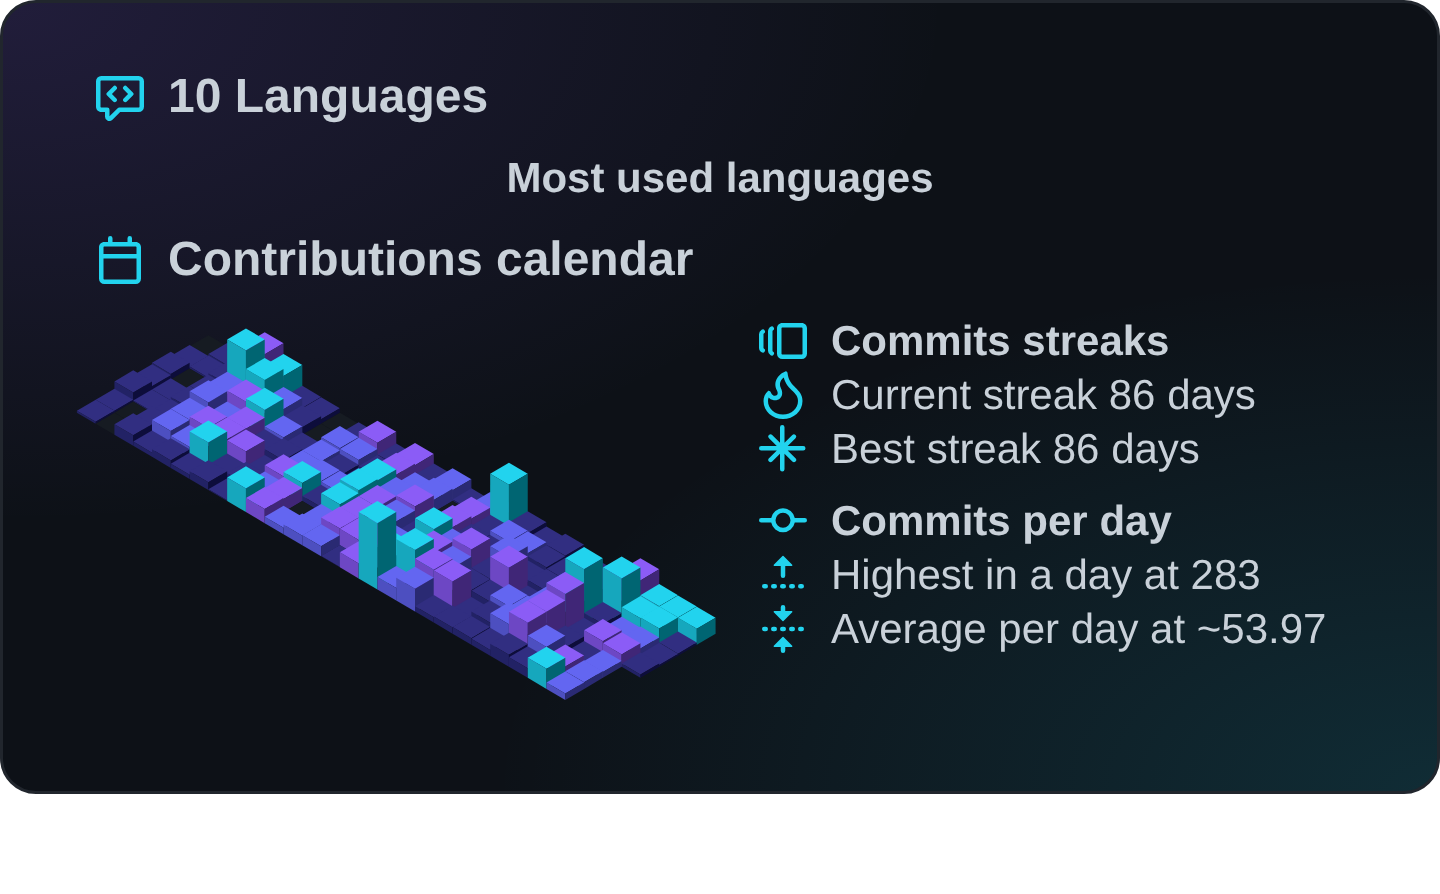 10 Languages
Most used languages
Contributions calendar
Commits streaks
Current streak 86 days
Best streak 86 days
Commits per day
Highest in a day at 283
Average per day at ~53.97